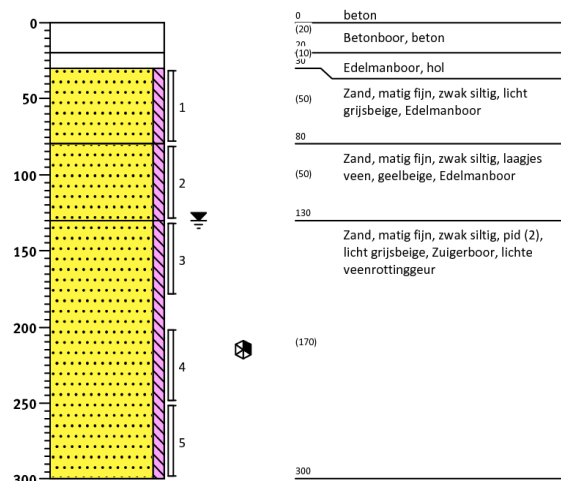 0
50
100
150
200
250
300
1
2
3
4
5
0 beton
(20)
Betonboor, beton
20
(10)
30
Edelmanboor, hol
(50)
Zand, matig fijn, zwak siltig, licht
grijsbeige, Edelmanboor
80
(50)
Zand, matig fijn, zwak siltig, laagjes
veen, geelbeige, Edelmanboor
130
Zand, matig fijn, zwak siltig, pid (2),
licht grijsbeige, Zuigerboor, lichte
veenrottinggeur
(170)
300